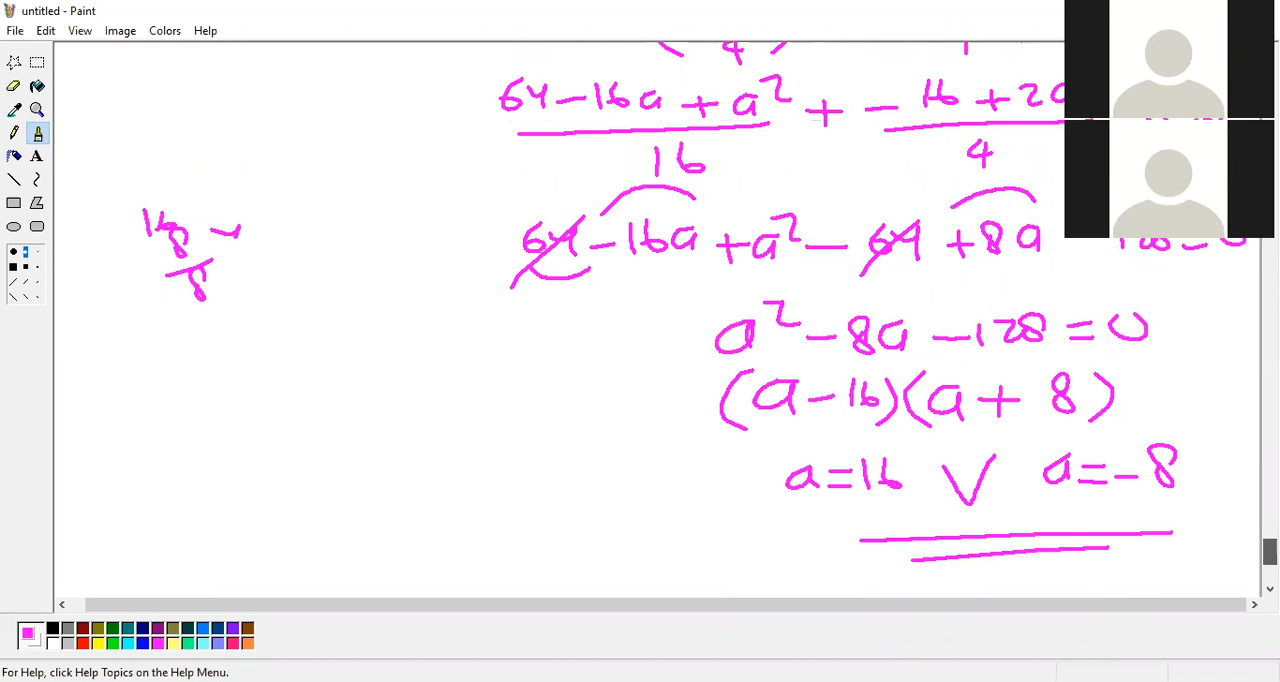 untitled - Paint
File Edit View Image Colors Help
64 - 16a + a² + - 16 + 2a
16 4
64 - 16a + a² - 64 + 8a
a² - 8a - 128 = 0
(a - 16)(a + 8)
a = 16 V a = -8
16
8
8
For Help, click Help Topics on the Help Menu.